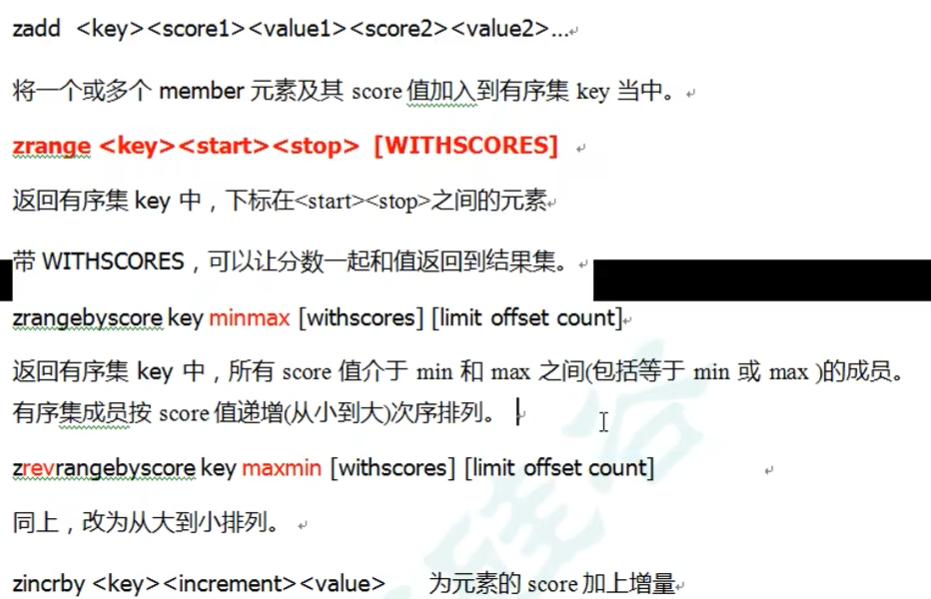 zadd <key><score1><value1><score2><value2>...
将一个或多个 member 元素及其 score 值加入到有序集 key 当中。
zrange <key><start><stop> [WITHSCORES]
返回有序集 key 中，下标在<start><stop>之间的元素
带 WITHSCORES，可以让分数一起和值返回到结果集。
zrangebyscore key minmax [withscores] [limit offset count]
返回有序集 key 中，所有 score 值介于 min 和 max 之间(包括等于 min 或 max )的成员。
有序集成员按 score 值递增(从小到大)次序排列。
zrevrangebyscore key maxmin [withscores] [limit offset count]
同上，改为从大到小排列。
zincrby <key><increment><value> 为元素的 score 加上增量